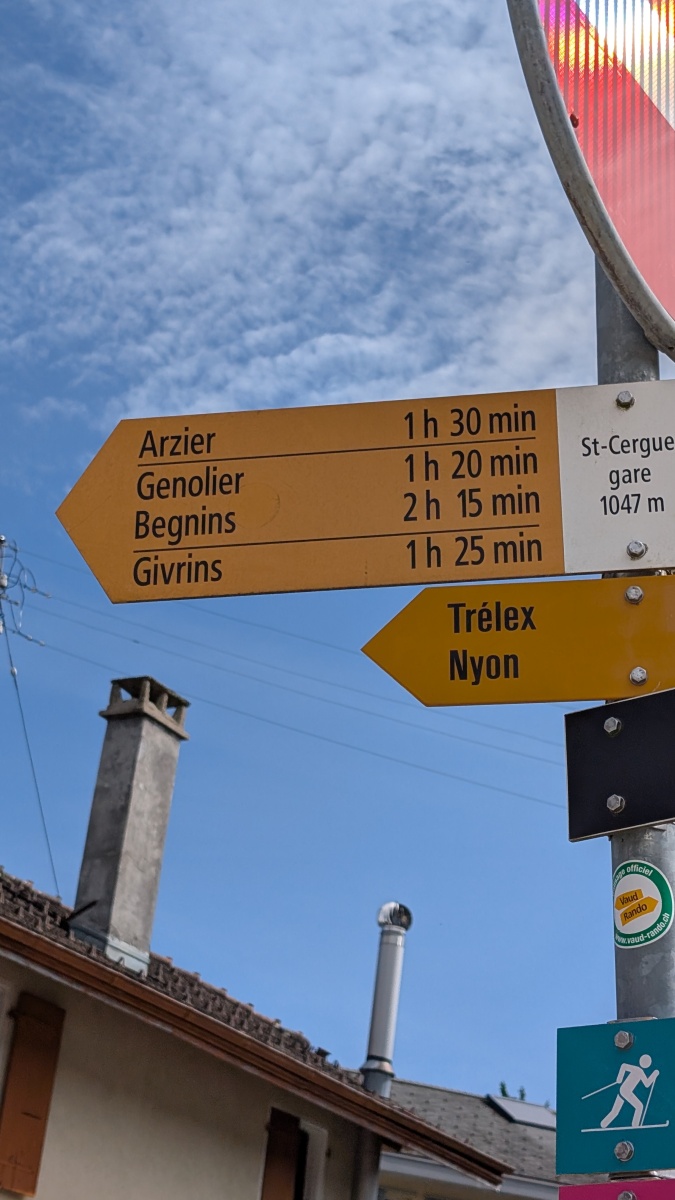 Arzier 1 h 30 min
Genolier 1 h 20 min
Begnins 2 h 15 min
Givrins 1 h 25 min
St-Cergue
gare
1047 m
Trélex
Nyon
officiel
Vaud
Rando
www.vaud-rando.ch